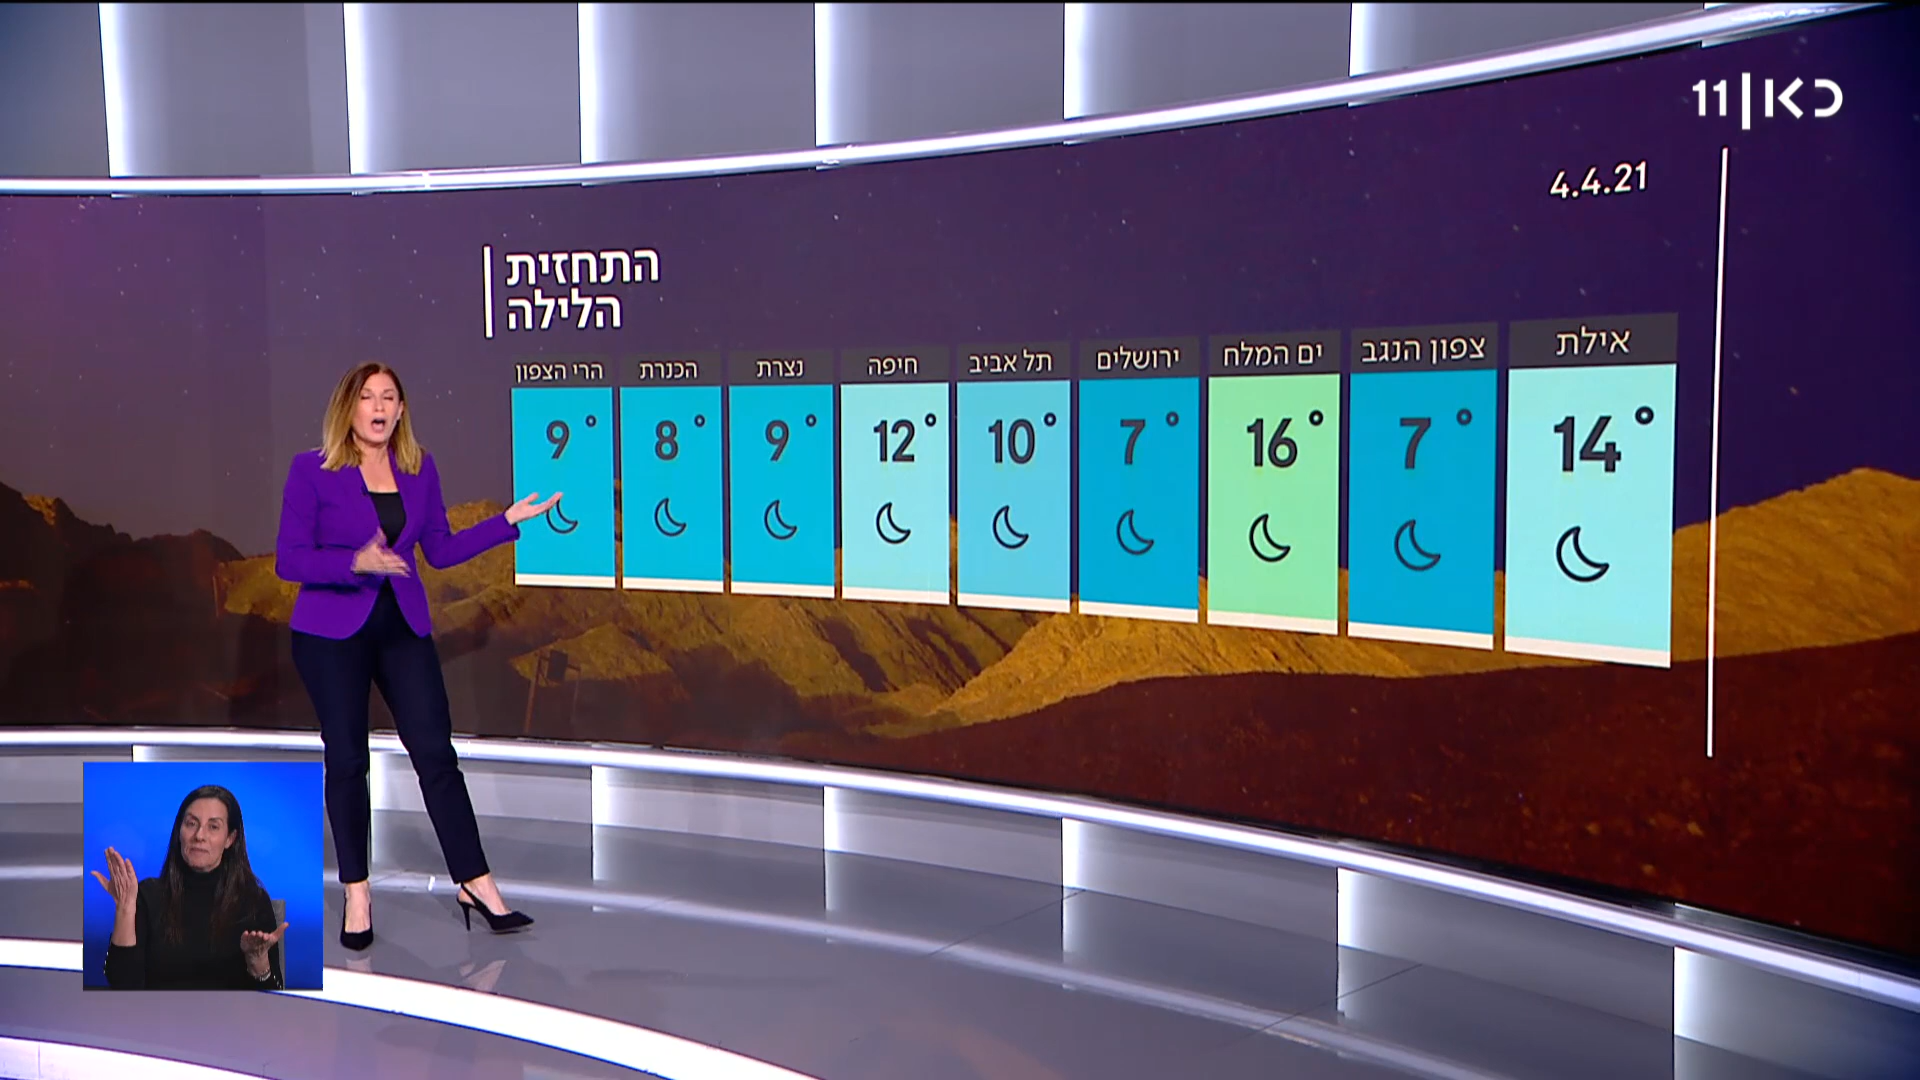 כאן 11
4.4.21
התחזית
הלילה
אילת
צפון הנגב
ים המלח
ירושלים
תל אביב
חיפה
נצרת
הכנרת
הרי הצפון
14°
7°
16°
7°
10°
12°
9°
8°
9°